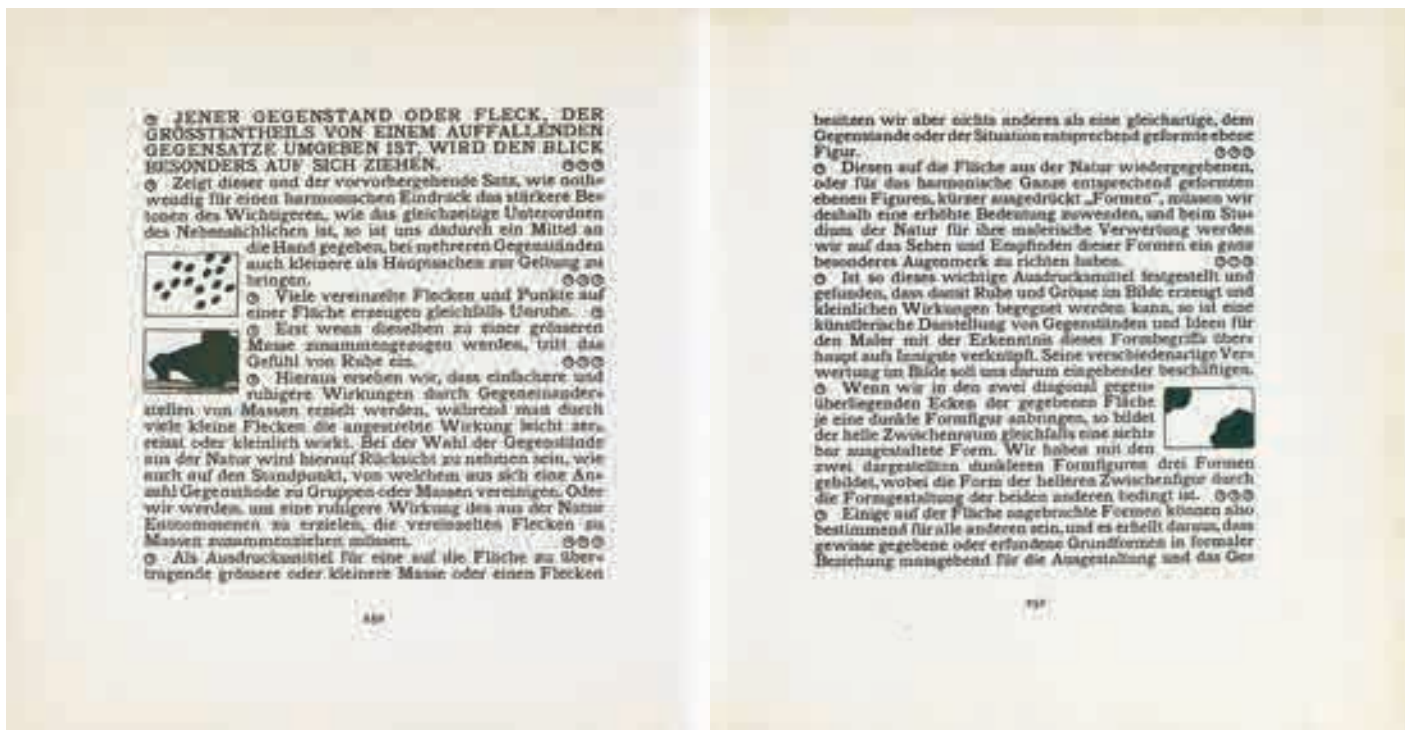 JENER GEGENSTAND ODER FLECK, DER
GRÖSSTENTHEILS VON EINEM AUFFALLENDEN
GEGENSATZE UMGEBEN IST, WIRD DEN BLICK
BESONDERS AUF SICH ZIEHEN.
Zeigt dieser und der vorvorhergehende Satz, wie noth-
wendig für einen harmonischen Eindruck das stärkere Be-
tonen des Wichtigeren, wie das gleichzeitige Unterordnen
des Nebensächlichen ist, so ist uns dadurch ein Mittel an
die Hand gegeben, bei mehreren Gegenständen
auch kleinere als Hauptsachen zur Geltung zu
bringen.
Viele vereinzelte Flecken und Punkte auf
einer Fläche erzeugen gleichfalls Unruhe.
Erst wenn dieselben zu einer grösseren
Masse zusammengezogen werden, tritt das
Gefühl von Ruhe ein.
Hieraus ersehen wir, dass einfachere und
ruhigere Wirkungen durch Gegeneinander-
stellen von Massen erzielt werden, während man durch
viele kleine Flecken die angestrebte Wirkung leicht zer-
reisst oder kleinlich wirkt. Bei der Wahl der Gegenstände
aus der Natur wird hierauf Rücksicht zu nehmen sein, wie
auch auf den Standpunkt, von welchem aus sich eine An-
zahl Gegenstände zu Gruppen oder Massen vereinigen. Oder
wir werden, um eine ruhigere Wirkung des aus der Natur
Entnommenen zu erzielen, die vereinzelten Flecken zu
Massen zusammenziehen müssen.
Als Ausdrucksmittel für eine auf die Fläche zu über-
tragende grössere oder kleinere Masse oder einen Flecken
besitzen wir aber nichts anderes als eine gleichartige, dem
Gegenstande oder der Situation entsprechend geformte ebene
Figur.
Diesen auf die Fläche aus der Natur wiedergegebenen,
oder für das harmonische Ganze entsprechend geformten
ebenen Figuren, kürzer ausgedrückt „Formen“, müssen wir
deshalb eine erhöhte Bedeutung zuwenden, und beim Stu-
dium der Natur für ihre malerische Verwertung werden
wir auf das Sehen und Empfinden dieser Formen ein ganz
besonderes Augenmerk zu richten haben.
Ist so dieses wichtige Ausdrucksmittel festgestellt und
gefunden, dass damit Ruhe und Grösse im Bilde erzeugt und
kleinlichen Wirkungen begegnet werden kann, so ist eine
künstlerische Darstellung von Gegenständen und Ideen für
den Maler mit der Erkenntnis dieses Formbegriffs über-
haupt aufs Innigste verknüpft. Seine verschiedenartige Ver-
wertung im Bilde soll uns darum eingehender beschäftigen.
Wenn wir in den zwei diagonal gegen-
überliegenden Ecken der gegebenen Fläche
je eine dunkle Formfigur anbringen, so bildet
der helle Zwischenraum gleichfalls eine sicht-
bar ausgestaltete Form. Wir haben mit den
zwei dargestellten dunkleren Formfiguren drei Formen
gebildet, wobei die Form der helleren Zwischenfigur durch
die Formgestaltung der beiden anderen bedingt ist.
Einige auf der Fläche angebrachte Formen können also
bestimmend für alle anderen sein, und es erhellt daraus, dass
gewisse gegebene oder erfundene Grundformen in formaler
Beziehung massgebend für die Ausgestaltung und das Ge-